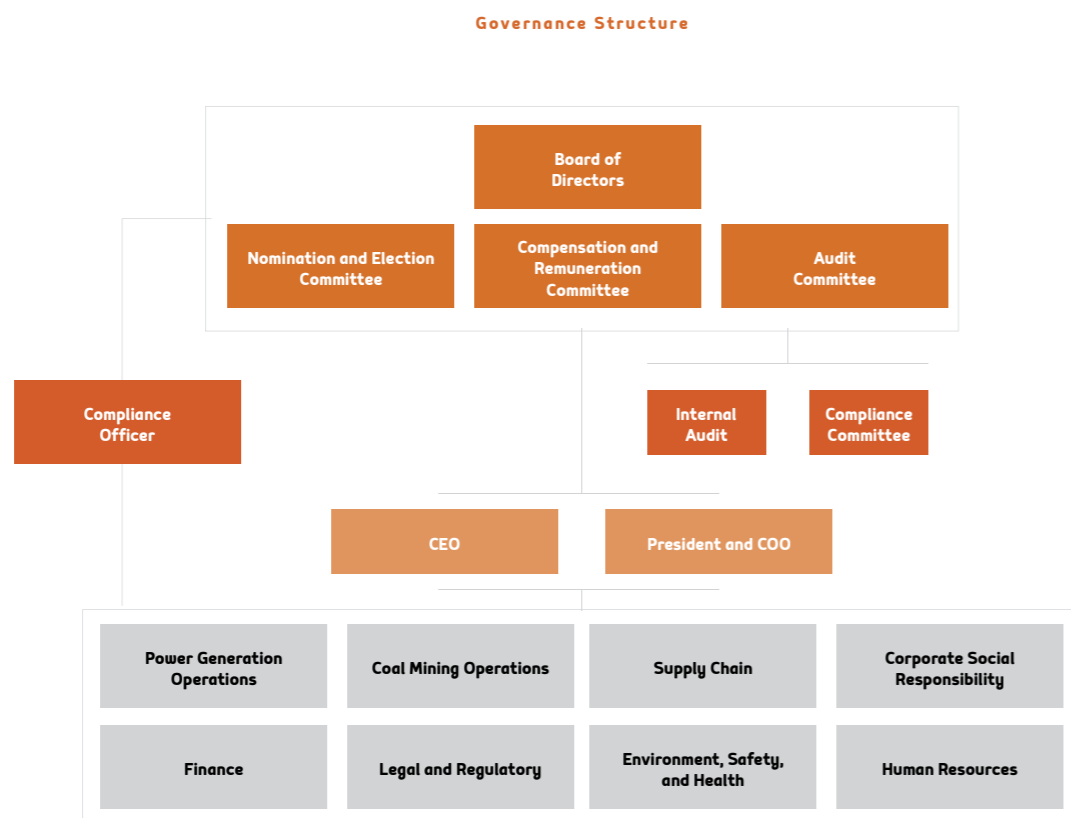 Governance Structure
Board of
Directors
Nomination and Election
Committee
Compensation and
Remuneration
Committee
Audit
Committee
Compliance
Officer
Internal
Audit
Compliance
Committee
CEO
President and COO
Power Generation
Operations
Coal Mining Operations
Supply Chain
Corporate Social
Responsibility
Finance
Legal and Regulatory
Environment, Safety,
and Health
Human Resources